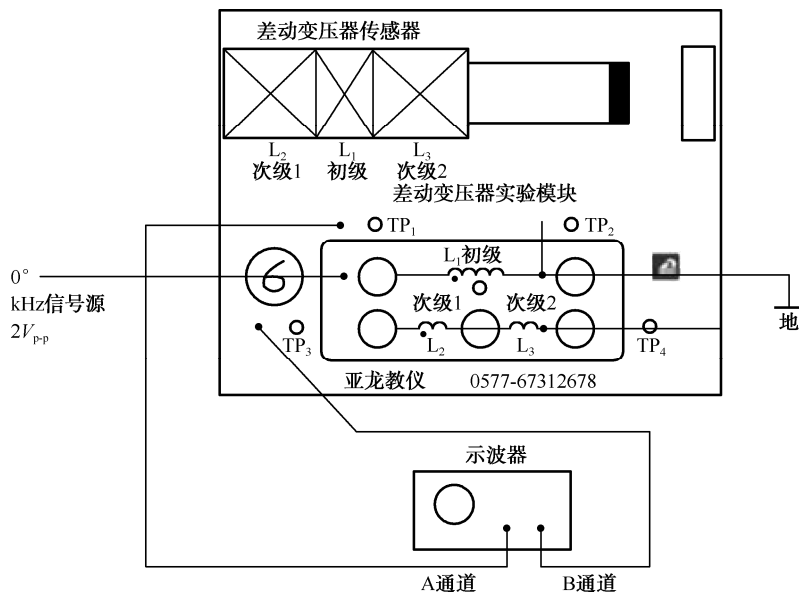 差动变压器传感器
L2 L1 L3
次级1 初级 次级2
差动变压器实验模块
TP1 TP2
L1初级
0°
6
kHz信号源
2Vp-p
次级1 次级2
地
TP3 L2 L3 TP4
亚龙教仪 0577-67312678
示波器
A通道 B通道